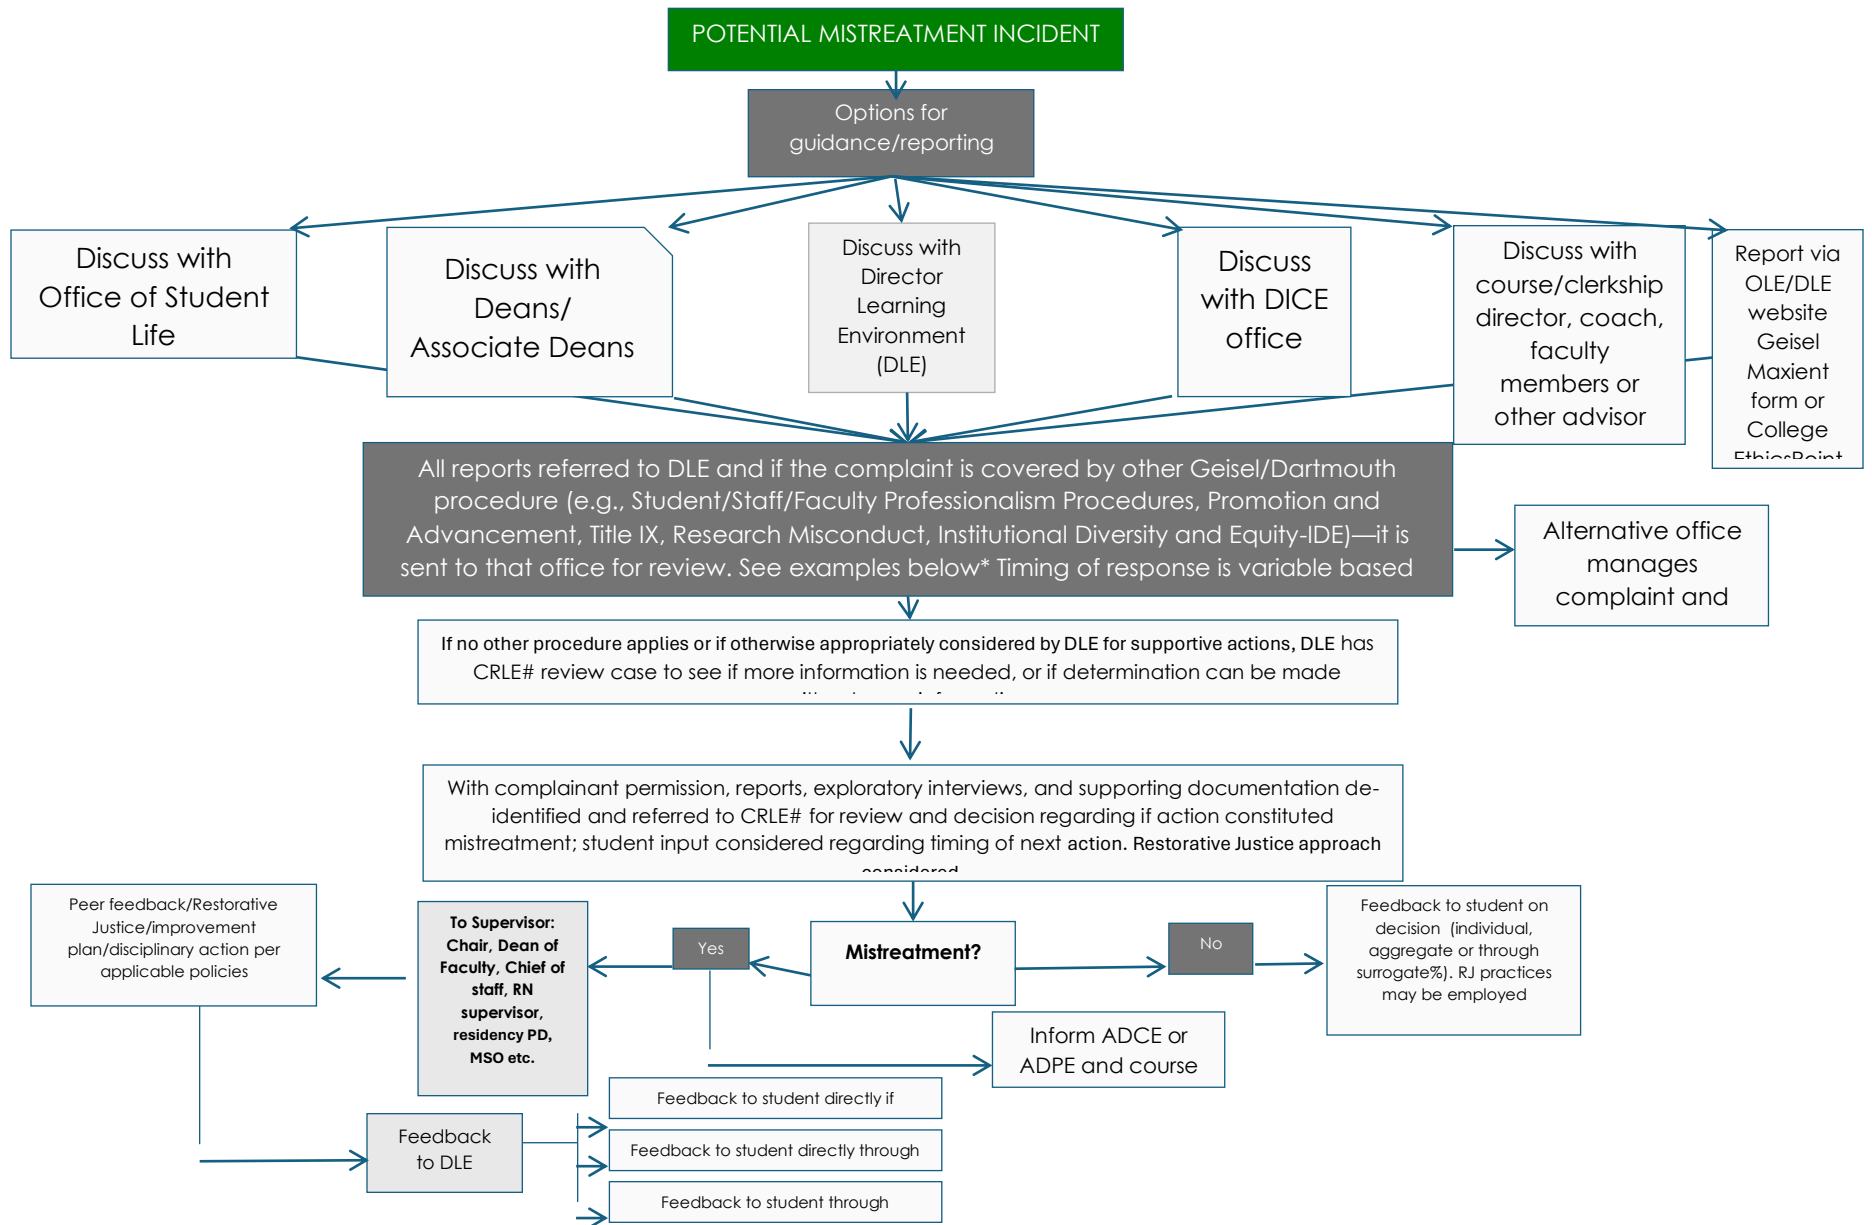 POTENTIAL MISTREATMENT INCIDENT
Options for
guidance/reporting
Discuss with
Office of Student
Life
Discuss with
Deans/
Associate Deans
Discuss with
Director
Learning
Environment
(DLE)
Discuss
with DICE
office
Discuss with
course/clerkship
director, coach,
faculty
members or
other advisor
Report via
OLE/DLE
website
Geisel
Maxient
form or
College
EthicsPoint
All reports referred to DLE and if the complaint is covered by other Geisel/Dartmouth
procedure (e.g., Student/Staff/Faculty Professionalism Procedures, Promotion and
Advancement, Title IX, Research Misconduct, Institutional Diversity and Equity-IDE)—it is
sent to that office for review. See examples below* Timing of response is variable based
Alternative office
manages
complaint and
If no other procedure applies or if otherwise appropriately considered by DLE for supportive actions, DLE has
CRLE# review case to see if more information is needed, or if determination can be made
With complainant permission, reports, exploratory interviews, and supporting documentation de-
identified and referred to CRLE# for review and decision regarding if action constituted
mistreatment; student input considered regarding timing of next action. Restorative Justice approach
considered
Peer feedback/Restorative
Justice/improvement
plan/disciplinary action per
applicable policies
To Supervisor:
Chair, Dean of
Faculty, Chief of
staff, RN
supervisor,
residency PD,
MSO etc.
Yes
Mistreatment?
No
Feedback to student on
decision (individual,
aggregate or through
surrogate%). RJ practices
may be employed
Inform ADCE or
ADPE and course
Feedback
to DLE
Feedback to student directly if
Feedback to student directly through
Feedback to student through